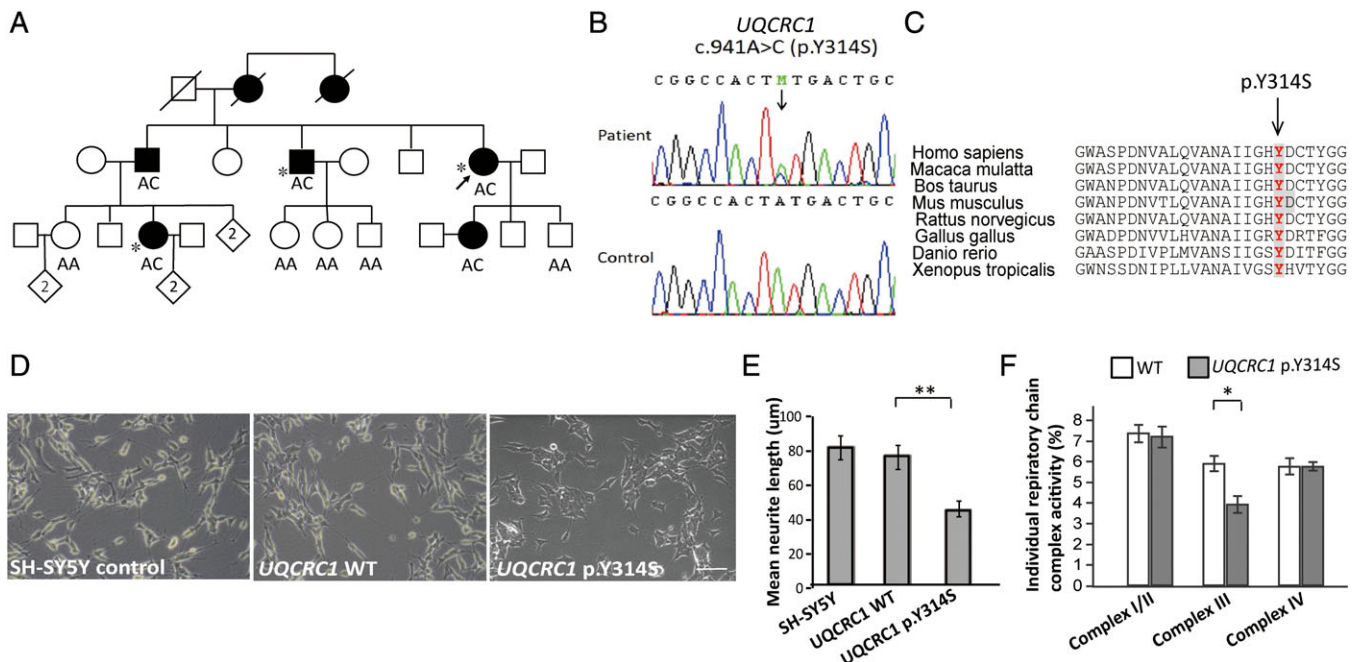 A
AC
* AC
* AC
2
AA
* AC
AA
AA
AA
AC
AA
2
2
B
UQCRC1
c.941A>C (p.Y314S)
C G G C C A C T M T G A C T G C
Patient
C G G C C A C T A T G A C T G C
Control
C
p.Y314S
Homo sapiens GWASPDNVALQVANAIIGHYDCTYGG
Macaca mulatta GWASPDNVALQVANAIIGHYDCTYGG
Bos taurus GWANPDNVALQVANAIIGHYDCTYGG
Mus musculus GWANPDNVTLQVANAIIGHYDCTYGG
Rattus norvegicus GWANPDNVALQVANAIIGHYDCTYGG
Gallus gallus GWADPDNVVLHVANAIIGRYDRTFGG
Danio rerio GAASPDIVPLMVANSIIGSYDITFGG
Xenopus tropicalis GWNSSDNIPLLVANAIVGSYHVTYGG
D
SH-SY5Y control
UQCRC1 WT
UQCRC1 p.Y314S
E
Mean neurite length (um)
100
80
60
40
80
0
**
SH-SY5Y
UQCRC1 WT
UQCRC1 p.Y314S
F
WT
UQCRC1 p.Y314S
Individual respiratory chain
complex acitivity (%)
7
6
5
4
3
2
1
0
*
Complex I/II
Complex III
Complex IV